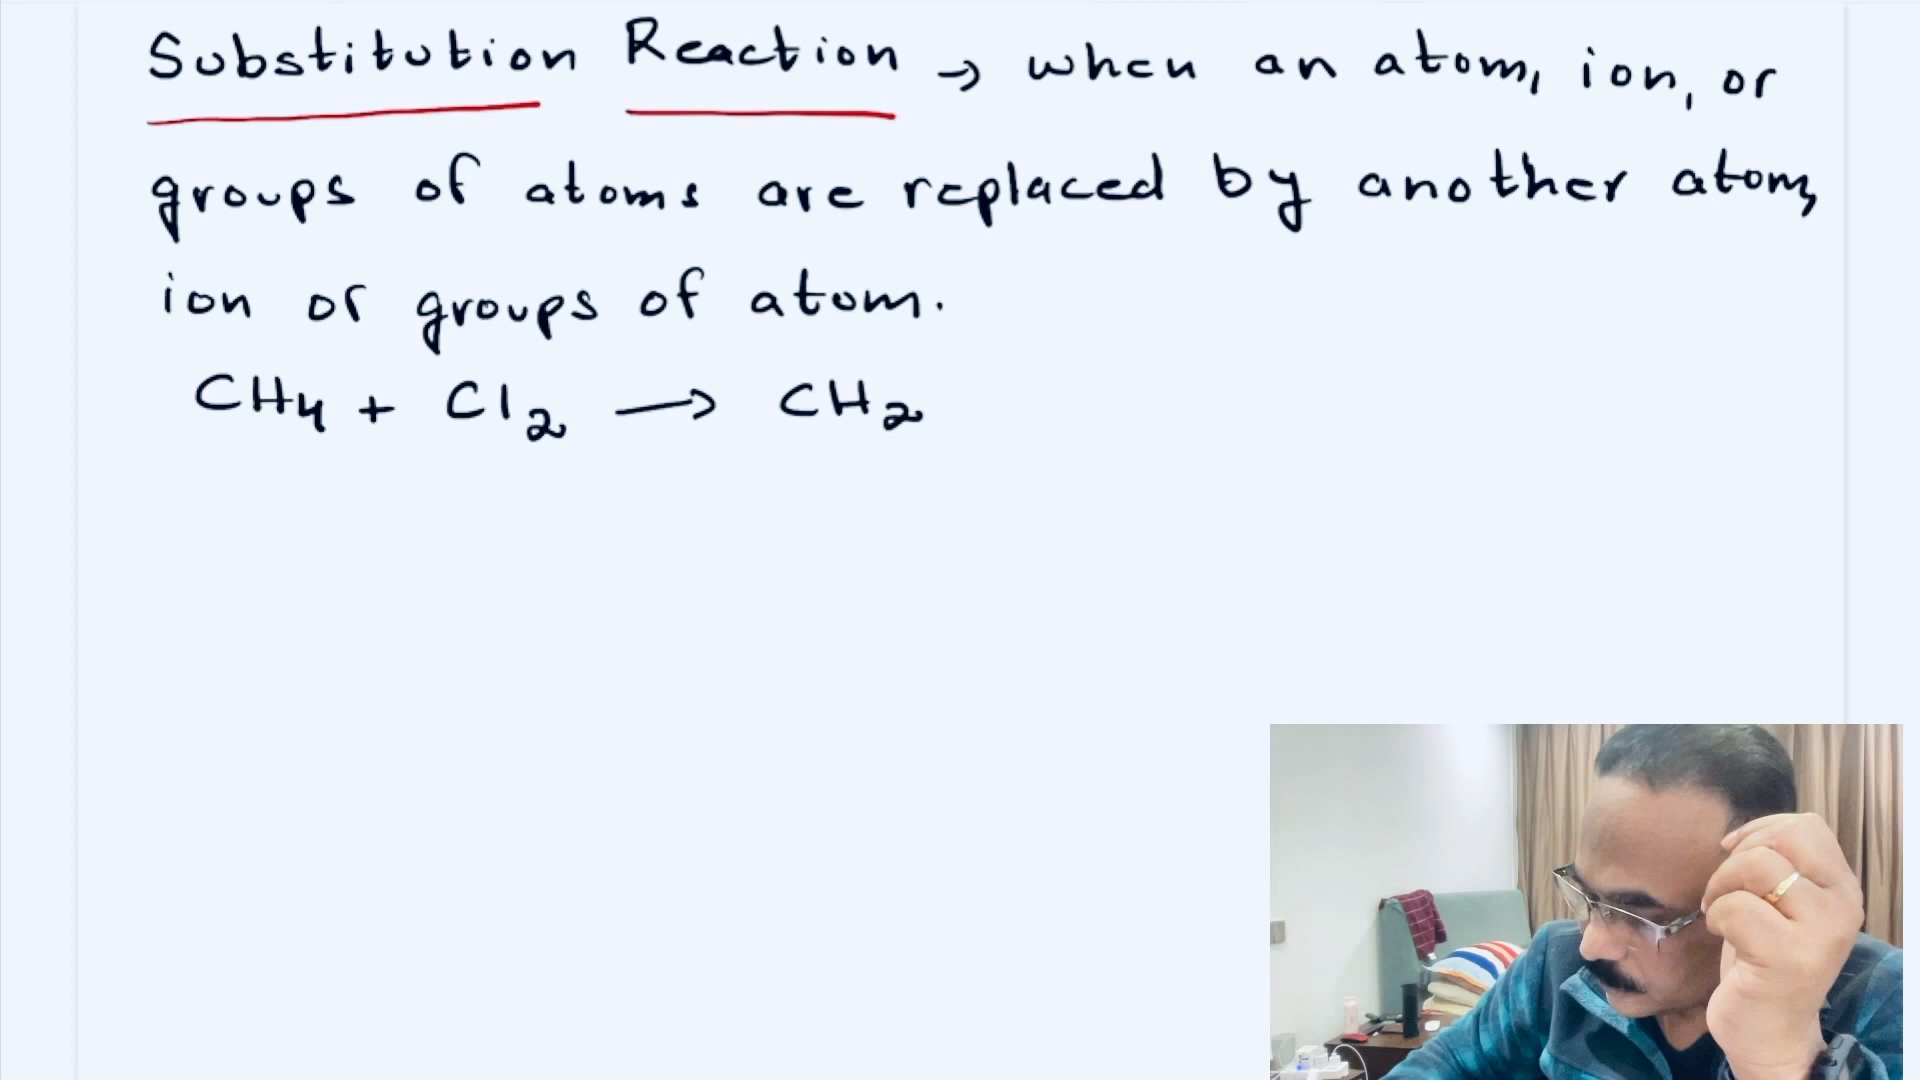 Substitution Reaction → when an atom, ion, or
groups of atoms are replaced by another atom,
ion or groups of atom.
CH4 + Cl2 → CH2